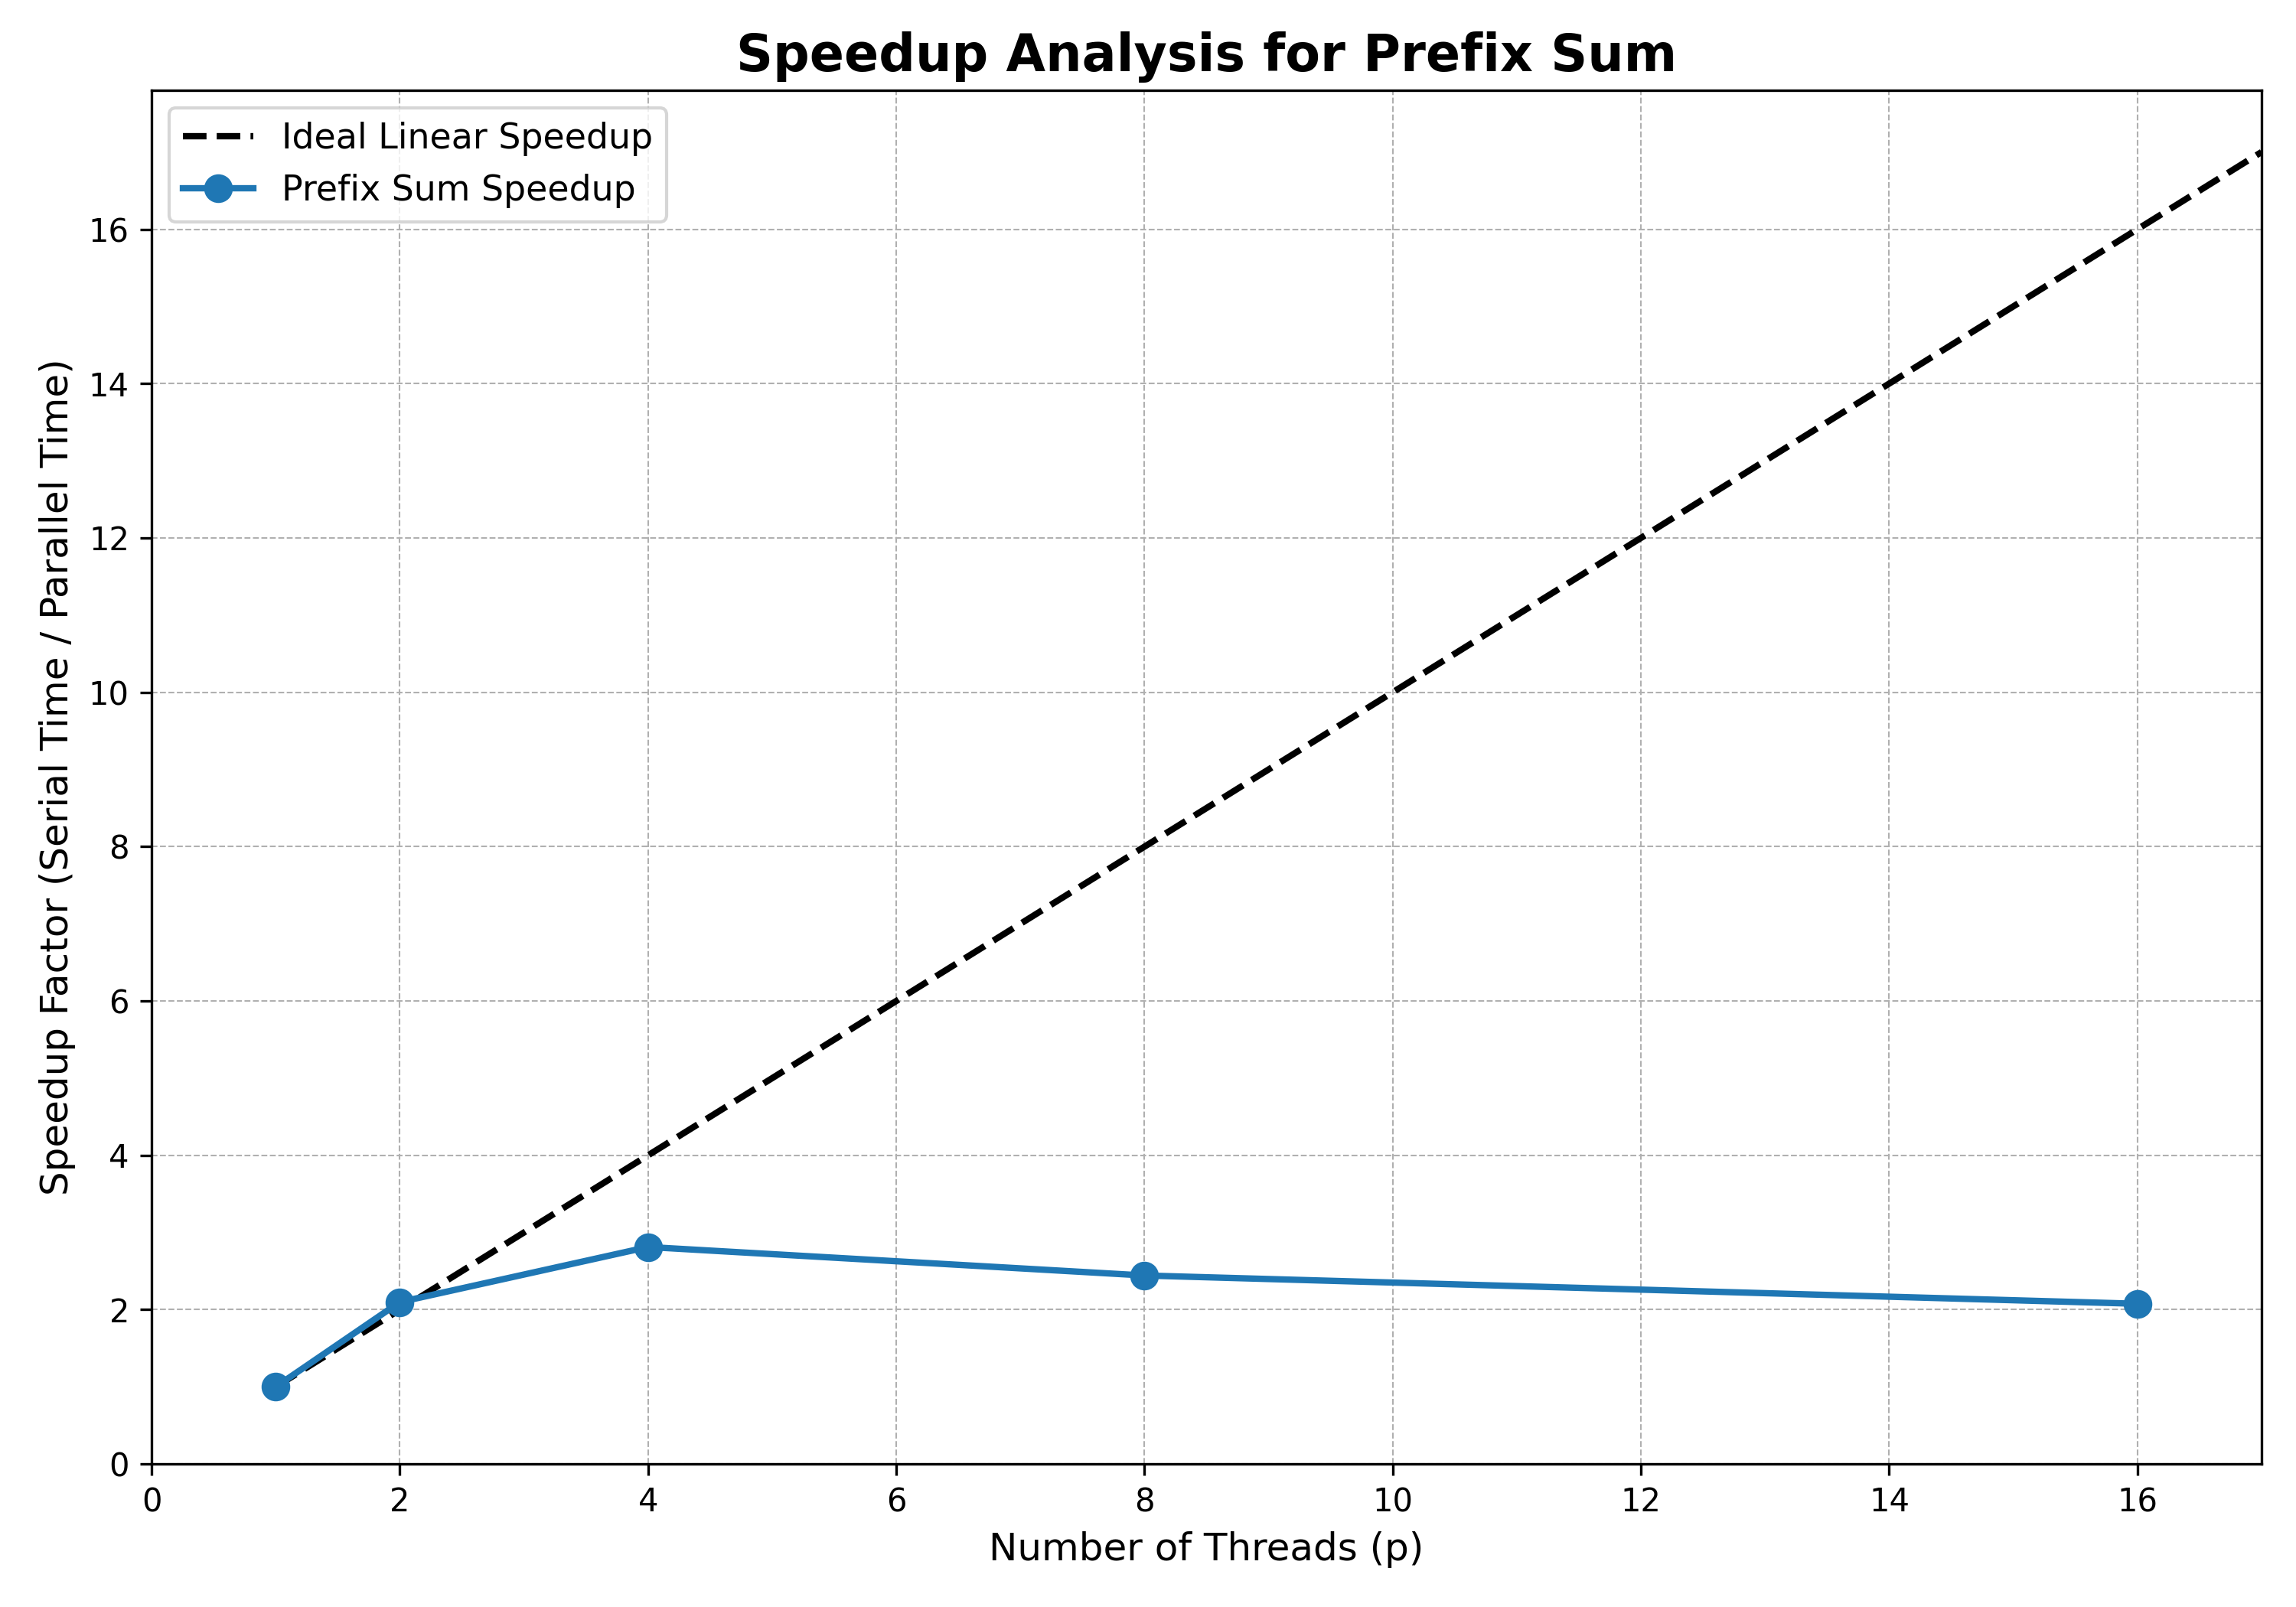 Speedup Analysis for Prefix Sum
Ideal Linear Speedup
Prefix Sum Speedup
Speedup Factor (Serial Time / Parallel Time)
16
14
12
10
8
6
4
2
0
0 2 4 6 8 10 12 14 16
Number of Threads (p)